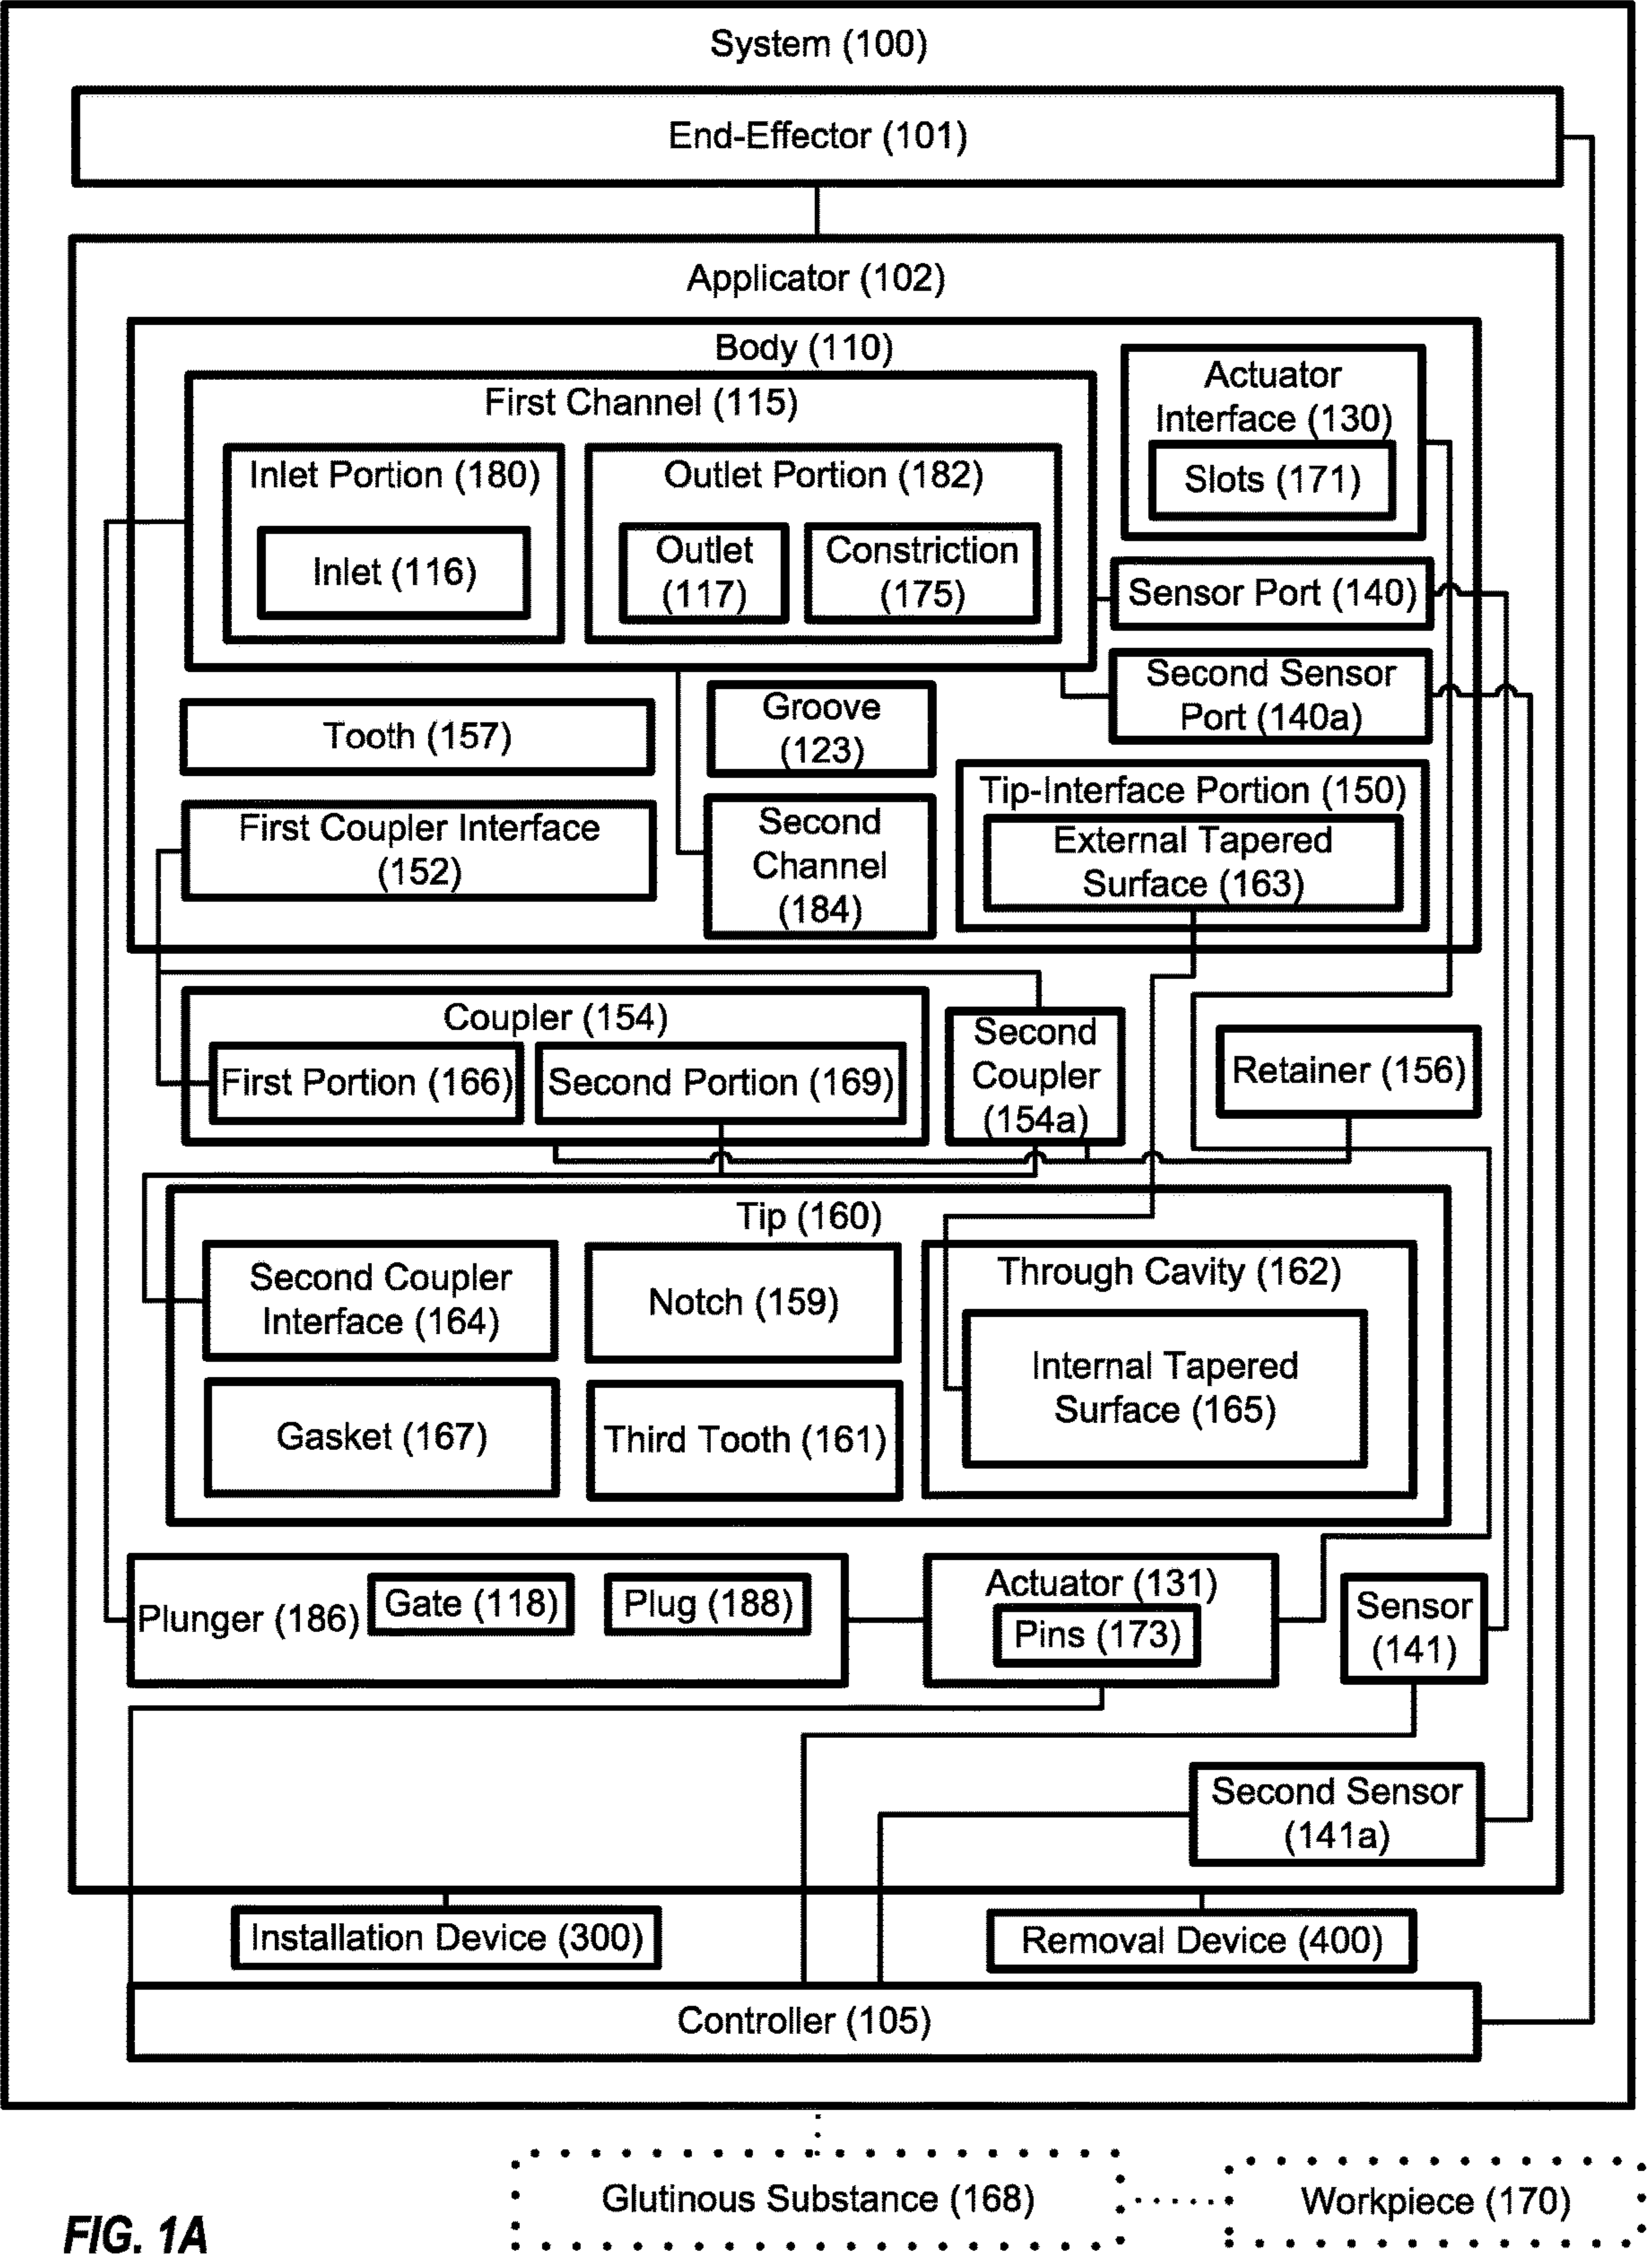 System (100)
End-Effector (101)
Applicator (102)
Body (110)
First Channel (115)
Inlet Portion (180)
Inlet (116)
Outlet Portion (182)
Outlet
(117)
Constriction
(175)
Actuator
Interface (130)
Slots (171)
Sensor Port (140)
Second Sensor
Port (140a)
Tooth (157)
Groove
(123)
First Coupler Interface
(152)
Second
Channel
(184)
Tip-Interface Portion (150)
External Tapered
Surface (163)
Coupler (154)
First Portion (166)
Second Portion (169)
Second
Coupler
(154a)
Retainer (156)
Tip (160)
Second Coupler
Interface (164)
Notch (159)
Through Cavity (162)
Internal Tapered
Surface (165)
Gasket (167)
Third Tooth (161)
Plunger (186)
Gate (118)
Plug (188)
Actuator (131)
Pins (173)
Sensor
(141)
Second Sensor
(141a)
Installation Device (300)
Removal Device (400)
Controller (105)
Glutinous Substance (168)
Workpiece (170)
FIG. 1A